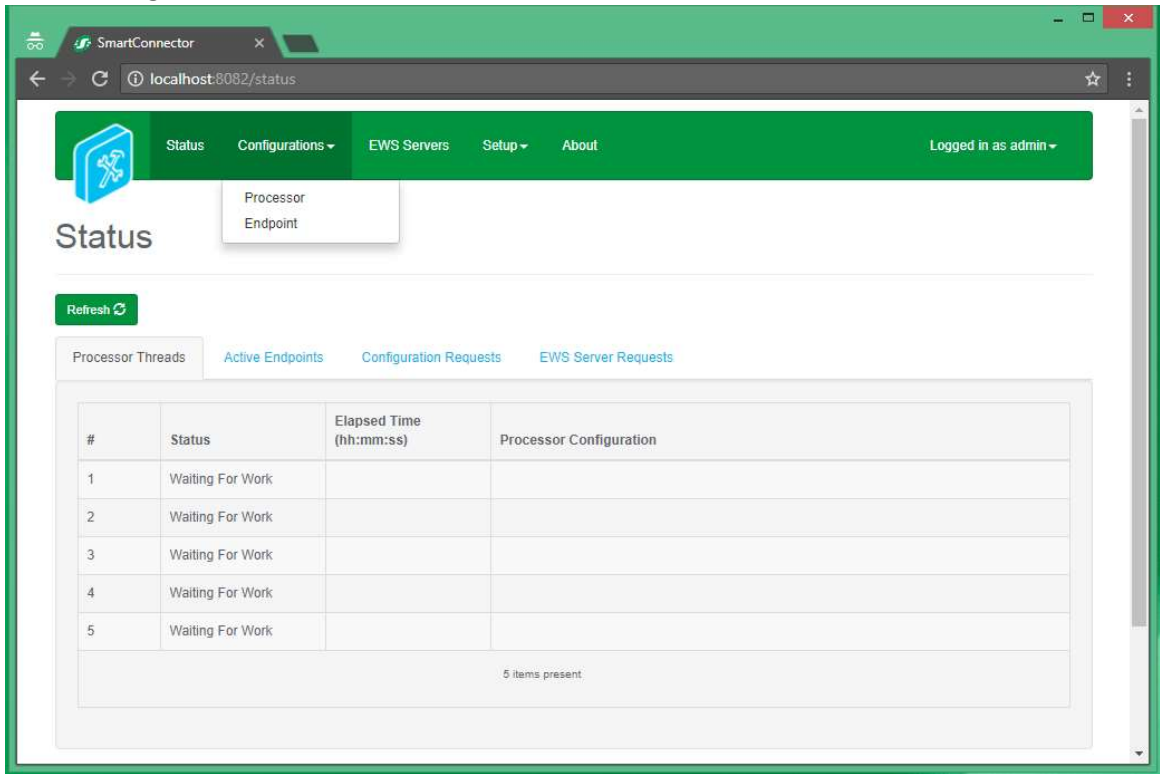 SmartConnector
localhost:8082/status
Status Configurations EWS Servers Setup About Logged in as admin
Processor
Endpoint
Status
Refresh
Processor Threads Active Endpoints Configuration Requests EWS Server Requests
# Status Elapsed Time (hh:mm:ss) Processor Configuration
1 Waiting For Work
2 Waiting For Work
3 Waiting For Work
4 Waiting For Work
5 Waiting For Work
5 items present